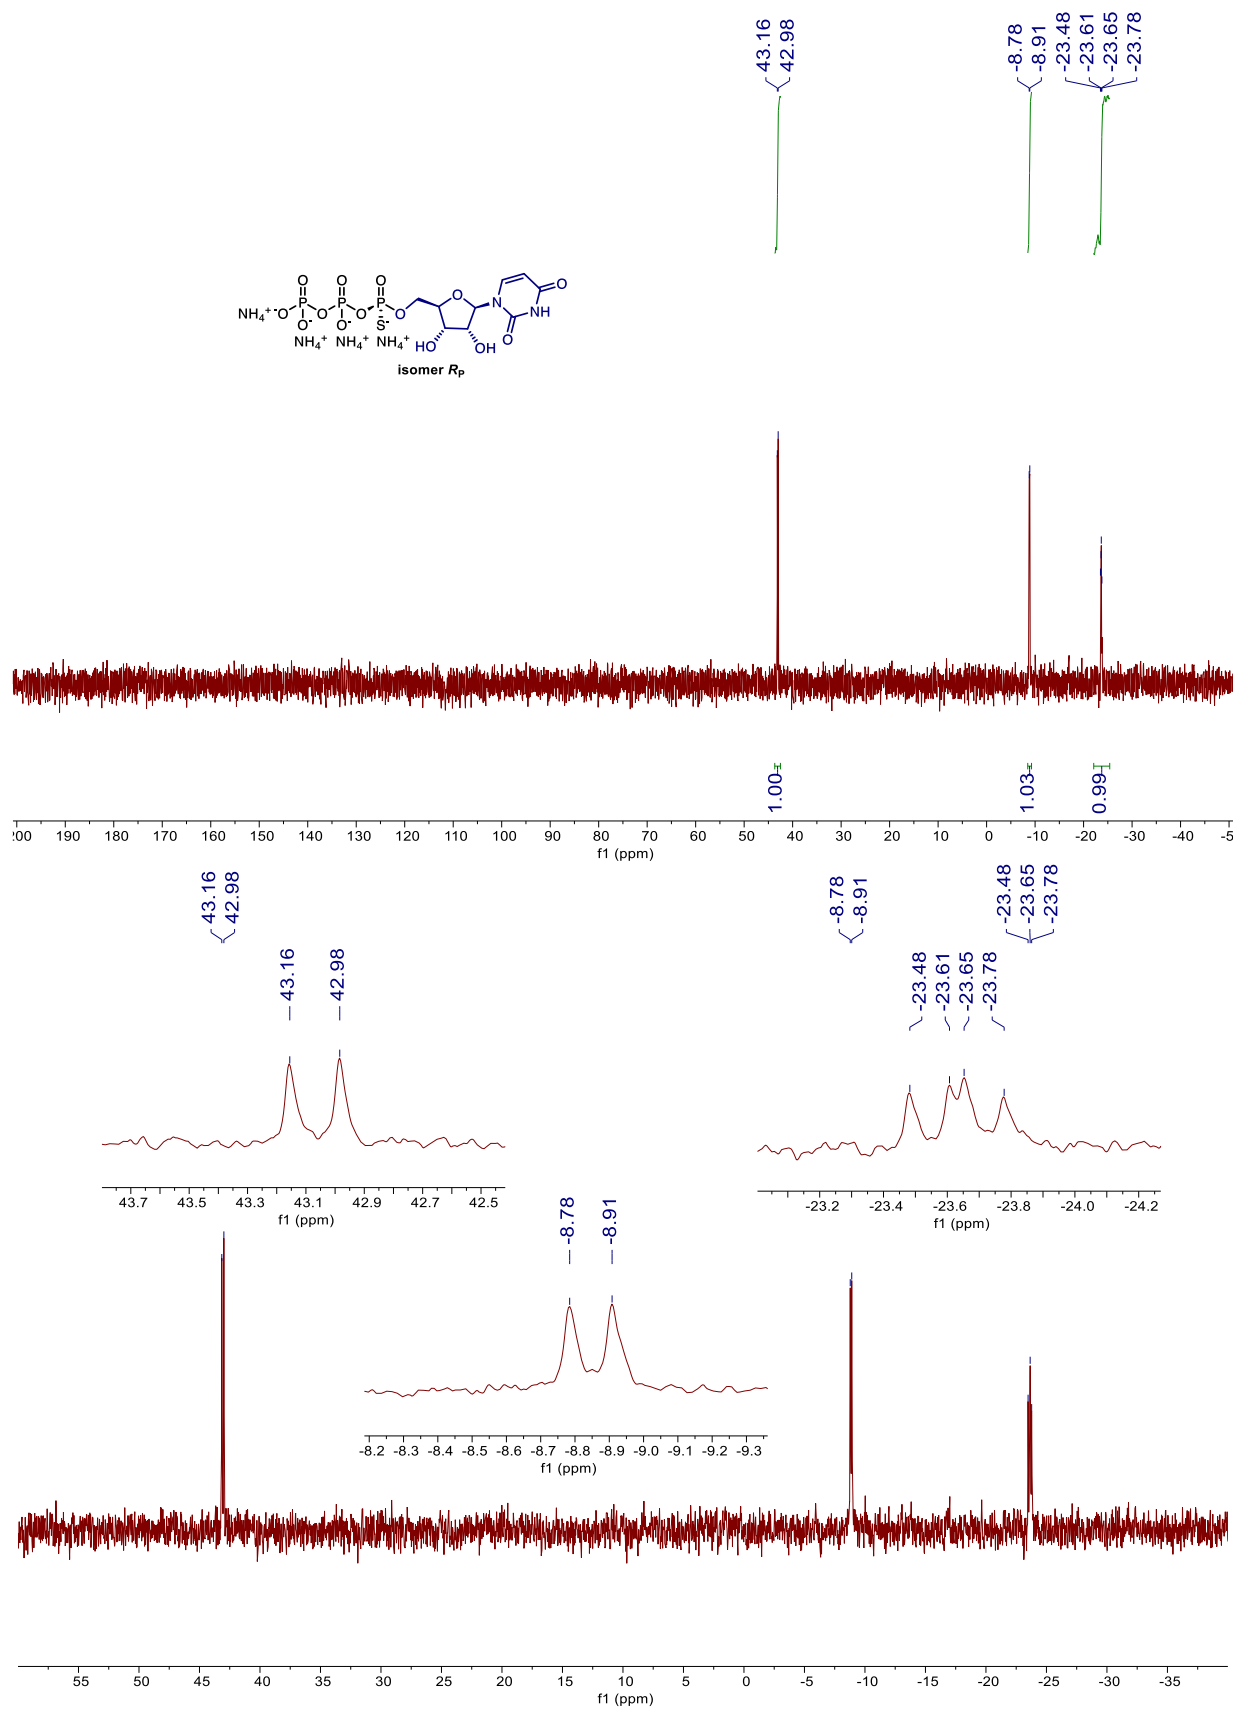 43.16
42.98
-8.78
-8.91
-23.48
-23.61
-23.65
-23.78
O O O
NH₄⁺ ⁻O P O P O P O
O⁻ O⁻ S⁻
NH₄⁺ NH₄⁺ NH₄⁺
O N O NH O
HO OH
isomer Rₚ
1.00
1.03
0.99
200 190 180 170 160 150 140 130 120 110 100 90 80 70 60 50 40 30 20 10 0 -10 -20 -30 -40 -5
f1 (ppm)
43.16
42.98
-8.78
-8.91
-23.48
-23.65
-23.78
43.16
42.98
-23.48
-23.61
-23.65
-23.78
43.7 43.5 43.3 43.1 42.9 42.7 42.5
f1 (ppm)
-23.2 -23.4 -23.6 -23.8 -24.0 -24.2
f1 (ppm)
-8.78
-8.91
-8.2 -8.3 -8.4 -8.5 -8.6 -8.7 -8.8 -8.9 -9.0 -9.1 -9.2 -9.3
f1 (ppm)
55 50 45 40 35 30 25 20 15 10 5 0 -5 -10 -15 -20 -25 -30 -35
f1 (ppm)